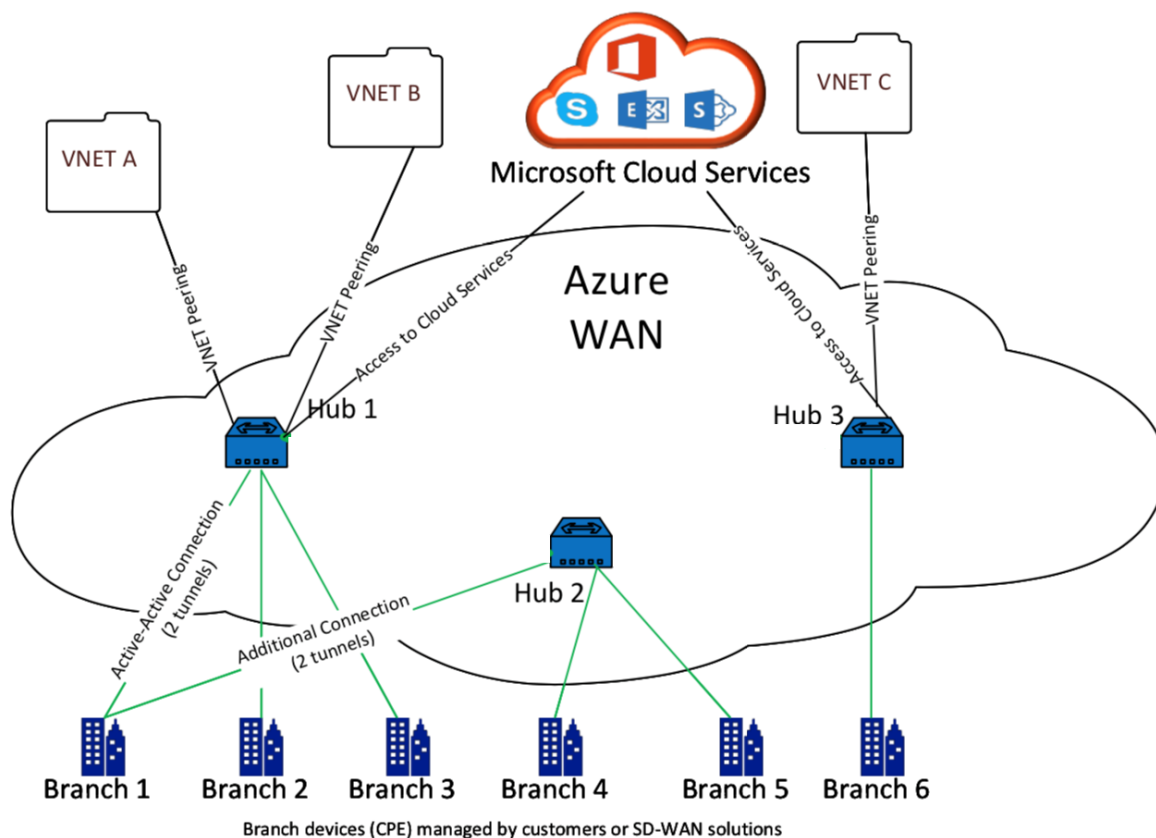 VNET A
VNET B
VNET C
S
E
S
Microsoft Cloud Services
VNET Peering
VNET Peering
Access to Cloud Services
Access to Cloud Services
VNET Peering
Azure
WAN
Hub 1
Hub 3
Hub 2
Active-Active Connection
(2 tunnels)
Additional Connection
(2 tunnels)
Branch 1
Branch 2
Branch 3
Branch 4
Branch 5
Branch 6
Branch devices (CPE) managed by customers or SD-WAN solutions